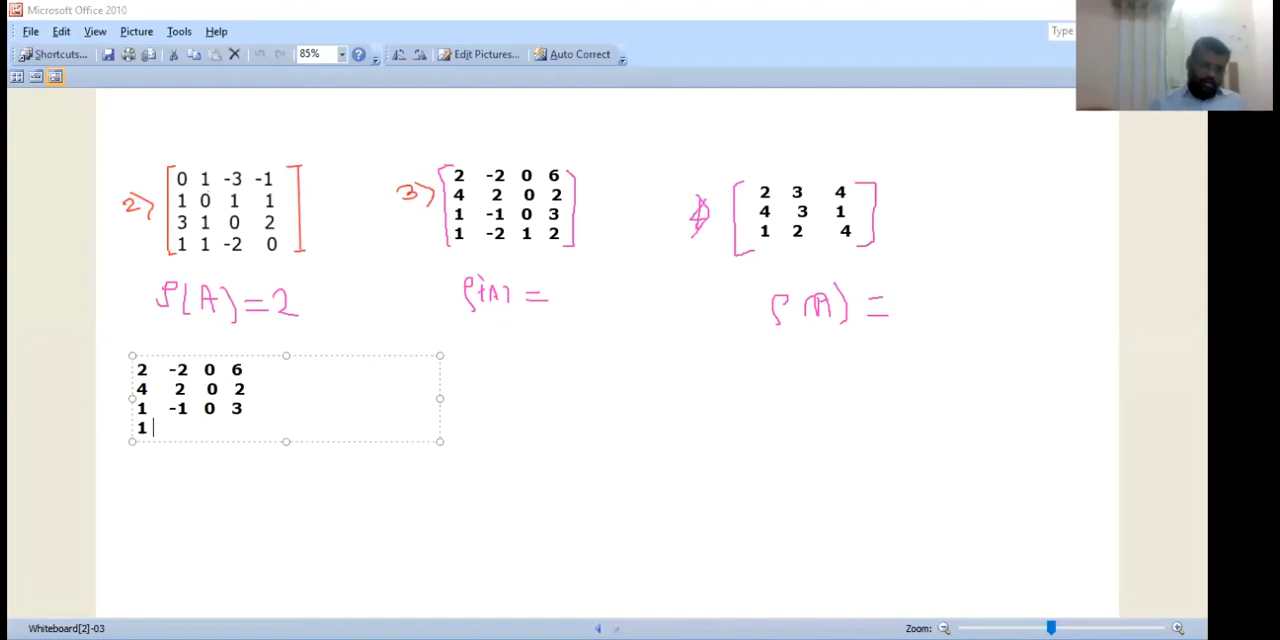 Microsoft Office 2010
File Edit View Picture Tools Help
Type
Shortcuts... 85% Edit Pictures... Auto Correct
2)
0 1 -3 -1
1 0 1 1
3 1 0 2
1 1 -2 0
ρ(A) = 2
3)
2 -2 0 6
4 2 0 2
1 -1 0 3
1 -2 1 2
ρ(A) =
2 3 4
4 3 1
1 2 4
ρ(A) =
2 -2 0 6
4 2 0 2
1 -1 0 3
1
Whiteboard[2]-03
Zoom: